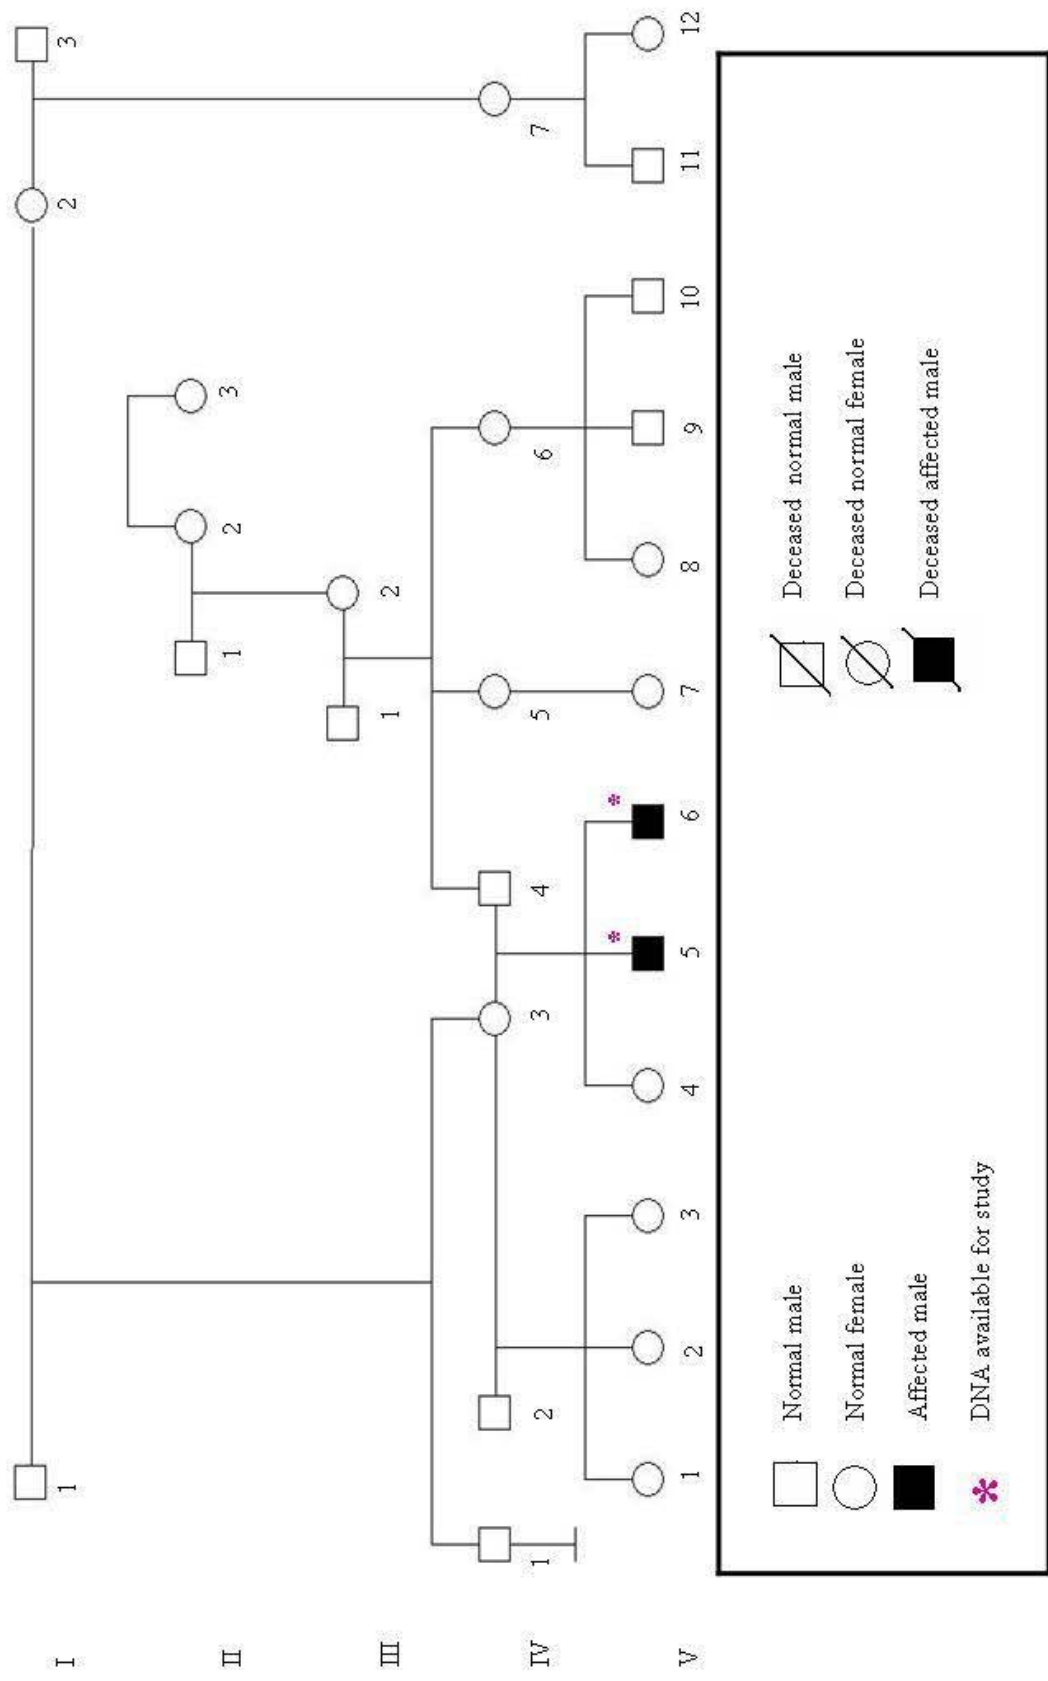 I
1
2
3
II
1
2
3
III
1
2
IV
1
2
3
4
5
6
7
V
1
2
3
4
5
6
7
8
9
10
11
12
*
*
Normal male
Normal female
Affected male
* DNA available for study
Deceased normal male
Deceased normal female
Deceased affected male